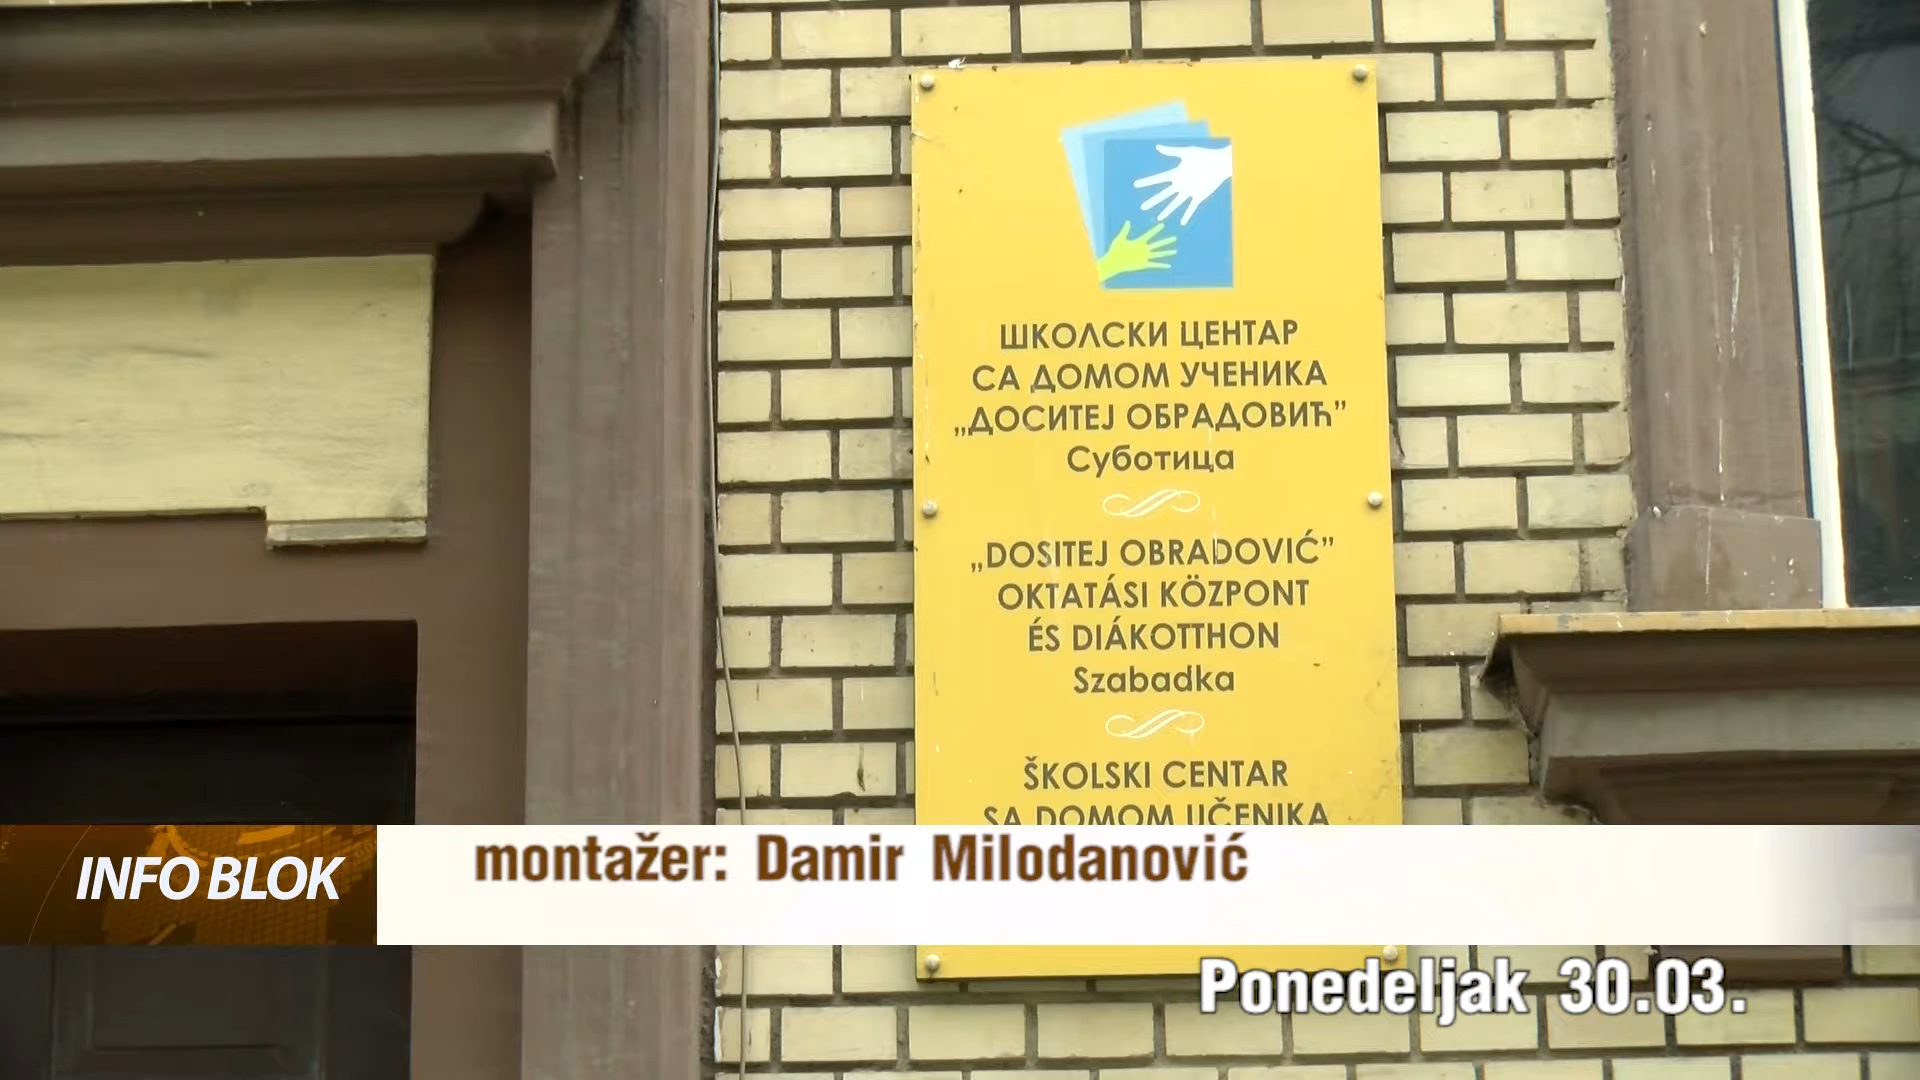 ШКОЛСКИ ЦЕНТАР
СА ДОМОМ УЧЕНИКА
„ДОСИТЕЈ ОБРАДОВИЋ”
Суботица
„DOSITEJ OBRADOVIĆ”
OKTATÁSI KÖZPONT
ÉS DIÁKOTTHON
Szabadka
ŠKOLSKI CENTAR
SA DOMOM UČENIKA
INFO BLOK
montažer: Damir Milodanović
Ponedeljak 30.03.